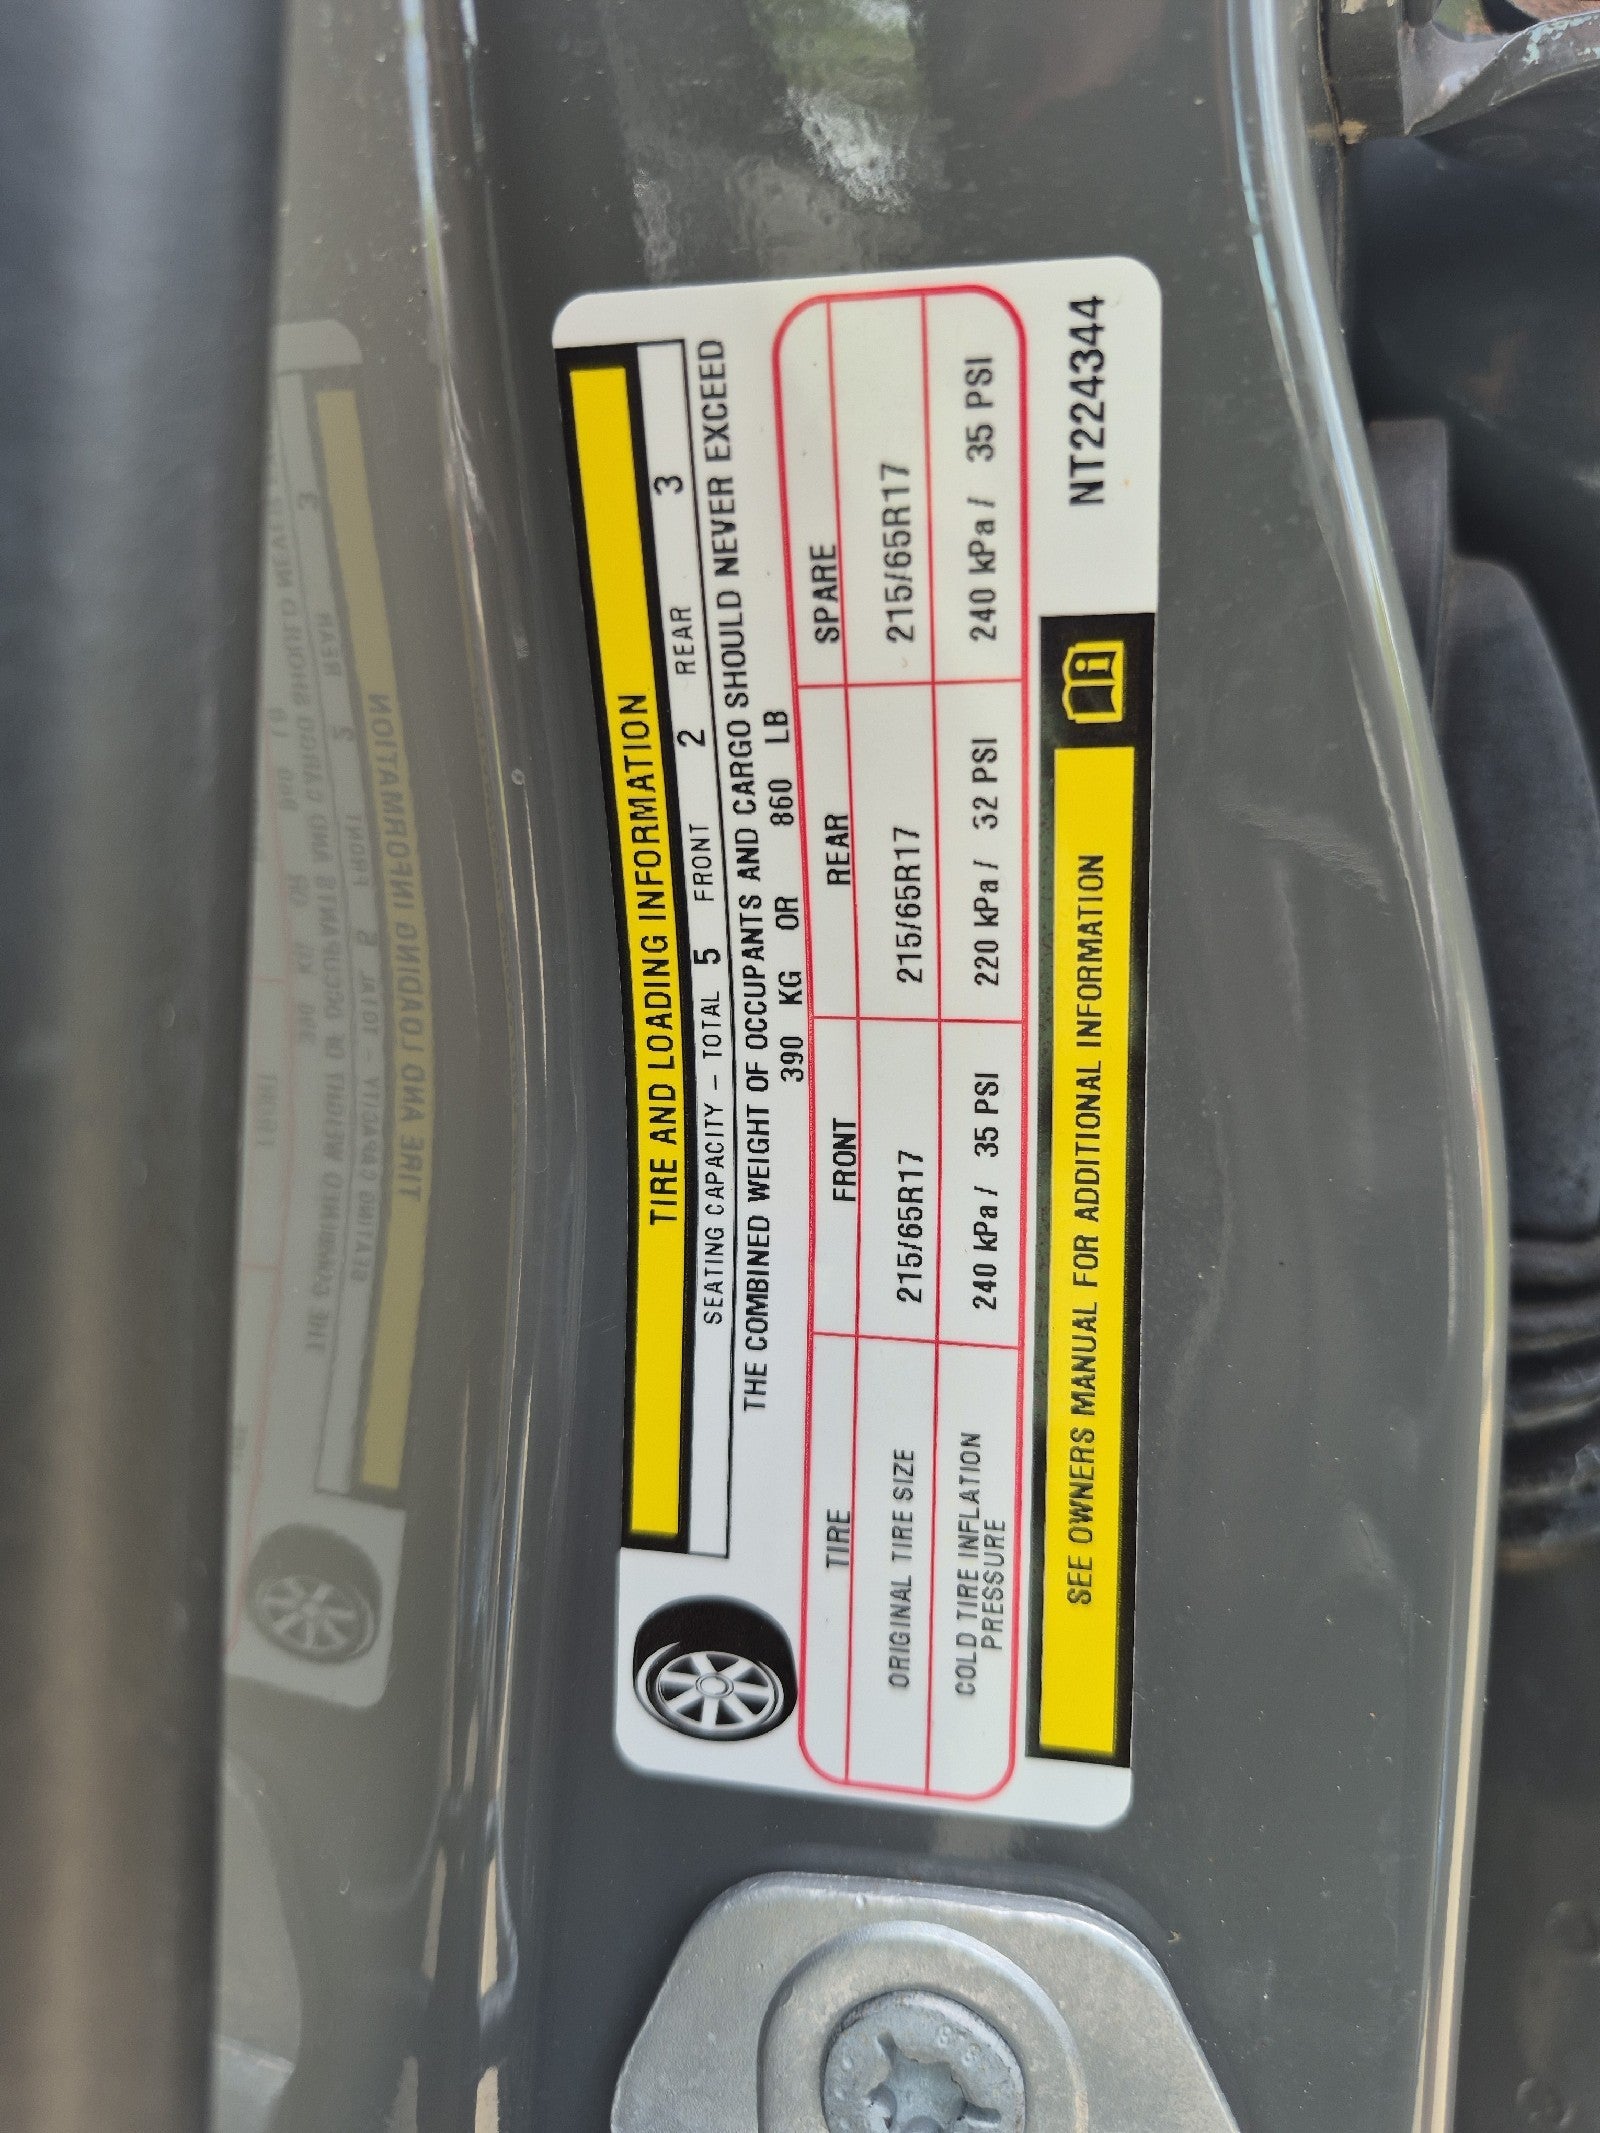 TIRE AND LOADING INFORMATION
SEATING CAPACITY – TOTAL 5 FRONT 2 REAR 3
THE COMBINED WEIGHT OF OCCUPANTS AND CARGO SHOULD NEVER EXCEED
390 KG OR 860 LB
TIRE FRONT REAR SPARE
ORIGINAL TIRE SIZE 215/65R17 215/65R17 215/65R17
COLD TIRE INFLATION
PRESSURE 240 kPa / 35 PSI 220 kPa / 32 PSI 240 kPa / 35 PSI
SEE OWNERS MANUAL FOR ADDITIONAL INFORMATION
NT224344